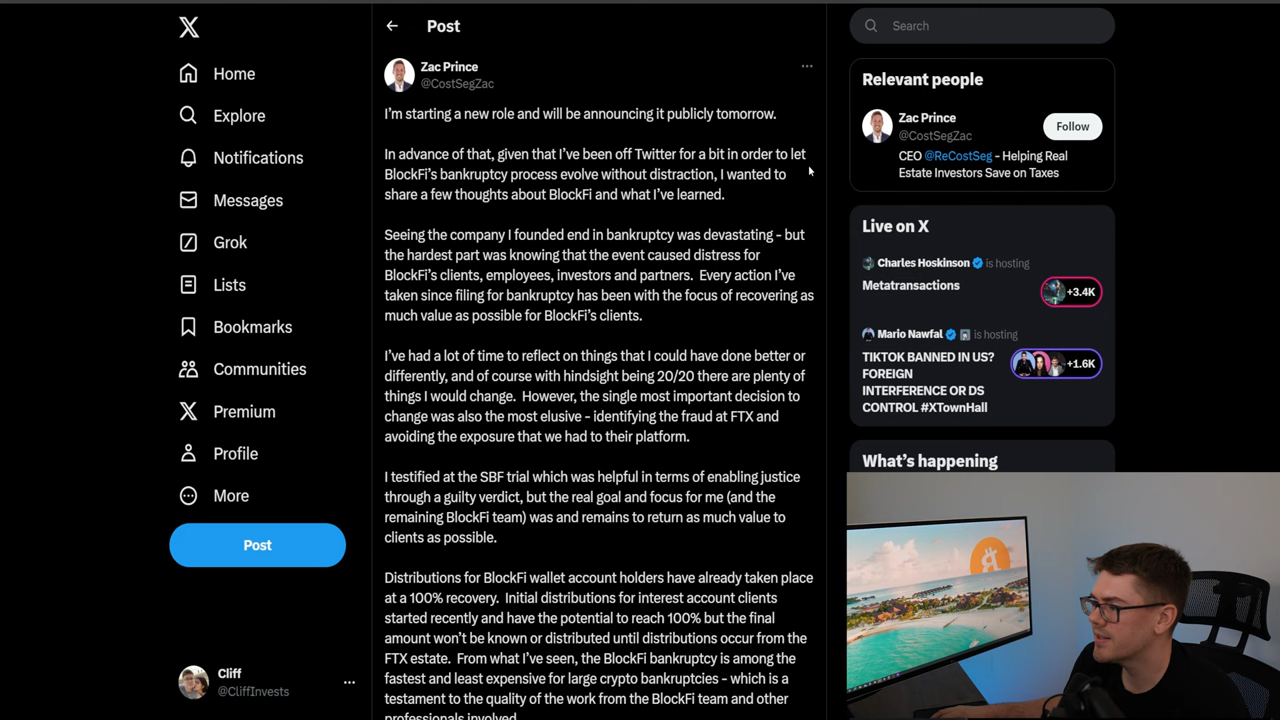 Home
Explore
Notifications
Messages
Grok
Lists
Bookmarks
Communities
Premium
Profile
More
Post
Cliff
@CliffInvests
Post
Zac Prince
@CostSegZac
I'm starting a new role and will be announcing it publicly tomorrow.
In advance of that, given that I've been off Twitter for a bit in order to let
BlockFi's bankruptcy process evolve without distraction, I wanted to
share a few thoughts about BlockFi and what I've learned.
Seeing the company I founded end in bankruptcy was devastating - but
the hardest part was knowing that the event caused distress for
BlockFi's clients, employees, investors and partners. Every action I've
taken since filing for bankruptcy has been with the focus of recovering as
much value as possible for BlockFi's clients.
I've had a lot of time to reflect on things that I could have done better or
differently, and of course with hindsight being 20/20 there are plenty of
things I would change. However, the single most important decision to
change was also the most elusive - identifying the fraud at FTX and
avoiding the exposure that we had to their platform.
I testified at the SBF trial which was helpful in terms of enabling justice
through a guilty verdict, but the real goal and focus for me (and the
remaining BlockFi team) was and remains to return as much value to
clients as possible.
Distributions for BlockFi wallet account holders have already taken place
at a 100% recovery. Initial distributions for interest account clients
started recently and have the potential to reach 100% but the final
amount won't be known or distributed until distributions occur from the
FTX estate. From what I've seen, the BlockFi bankruptcy is among the
fastest and least expensive for large crypto bankruptcies - which is a
testament to the quality of the work from the BlockFi team and other
professionals involved.
Search
Relevant people
Zac Prince
@CostSegZac
Follow
CEO @ReCostSeg - Helping Real
Estate Investors Save on Taxes
Live on X
Charles Hoskinson is hosting
Metatransactions
+3.4K
Mario Nawfal is hosting
TIKTOK BANNED IN US?
FOREIGN
INTERFERENCE OR DS
CONTROL #XTownHall
+1.6K
What's happening